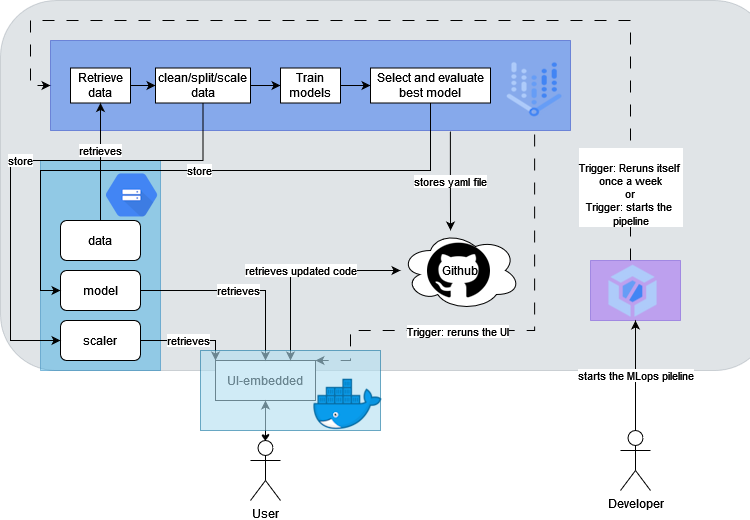 Retrieve
data
clean/split/scale
data
Train
models
Select and evaluate
best model
retrieves
store
store
stores yaml file
Trigger: Reruns itself
once a week
or
Trigger: starts the
pipeline
data
model
scaler
retrieves updated code
Github
retrieves
retrieves
Trigger: reruns the UI
UI-embedded
starts the MLops pileline
User
Developer